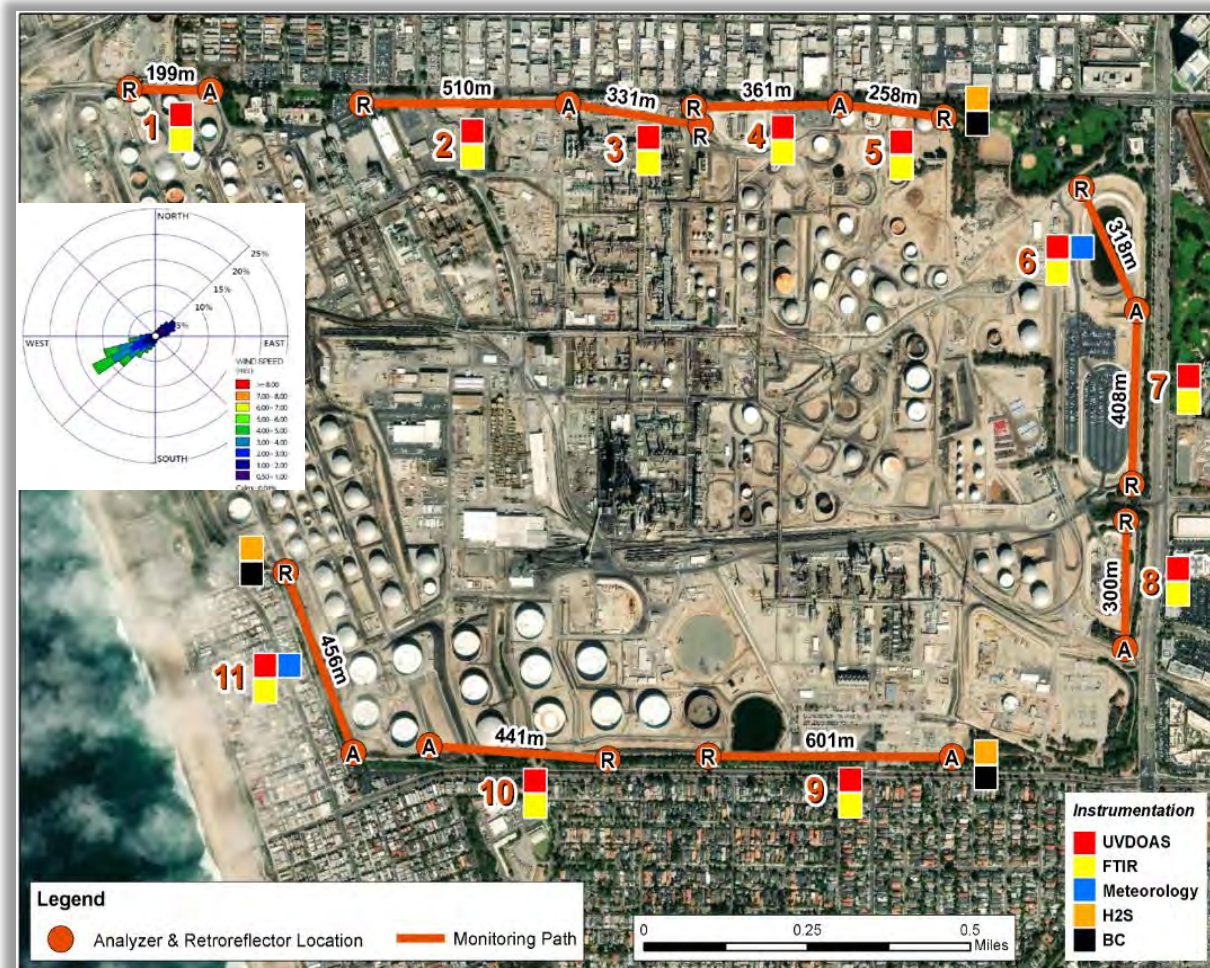 199m
R
A
R
510m
A
331m
R
R
361m
A
258m
R
1
2
3
4
5
R
318m
6
A
NORTH
25%
20%
15%
10%
5%
WEST
EAST
SOUTH
WIND SPEED
(m/s)
>= 8.00
7.00 - 8.00
6.00 - 7.00
5.00 - 6.00
4.00 - 5.00
3.00 - 4.00
2.00 - 3.00
1.00 - 2.00
0.50 - 1.00
408m
7
R
R
300m
8
A
R
456m
11
A
A
441m
R
10
R
601m
A
9
Instrumentation
UVDOAS
FTIR
Meteorology
H2S
BC
Legend
Analyzer & Retroreflector Location
Monitoring Path
0
0.25
0.5
Miles